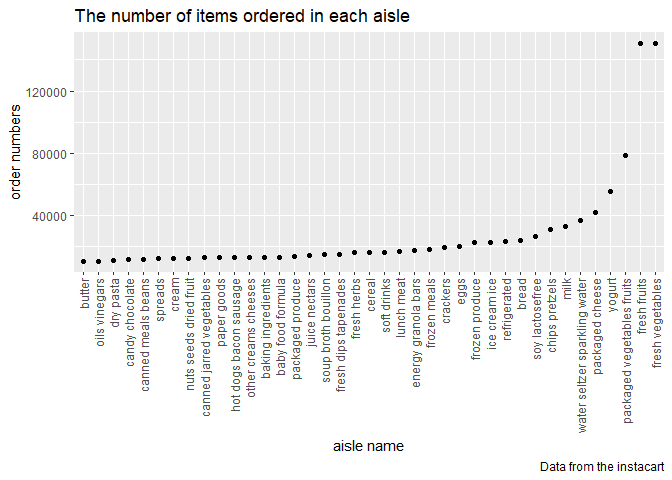 The number of items ordered in each aisle
order numbers
120000
80000
40000
butter
oils vinegars
dry pasta
candy chocolate
canned meals beans
spreads
cream
nuts seeds dried fruit
canned jarred vegetables
paper goods
hot dogs bacon sausage
other creams cheeses
baking ingredients
baby food formula
packaged produce
juice nectars
soup broth bouillon
fresh dips tapenades
fresh herbs
cereal
soft drinks
lunch meat
energy granola bars
frozen meals
crackers
eggs
frozen produce
ice cream ice
refrigerated
bread
soy lactosefree
chips pretzels
milk
water seltzer sparkling water
packaged cheese
yogurt
packaged vegetables fruits
fresh fruits
fresh vegetables
aisle name
Data from the instacart